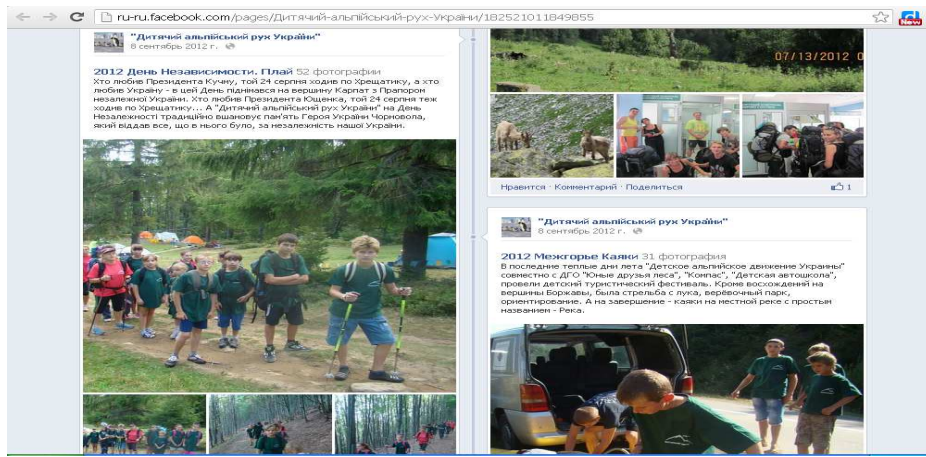 ru-ru.facebook.com/pages/Дитячий-альпійський-рух-України/182521011849855
New
"Дитячий альпійський рух України"
8 сентябрь 2012 г.
2012 День Независимости. Плай 52 фотографии
Хто любив Президента Кучму, той 24 серпня ходив по Хрещатику, а хто
любив Україну - в цей День піднімався на вершину Карпат з Прапором
незалежної України. Хто любив Президента Ющенка, той 24 серпня теж
ходив по Хрещатику... А "Дитячий альпійський рух України" на День
Незалежності традиційно вшановує пам'ять Героя України Чорновола,
який віддав все, що в нього було, за незалежність нашої України.
07/13/2012 0
Нравится · Комментарий · Поделиться
1
"Дитячий альпійський рух України"
8 сентябрь 2012 г.
2012 Межгорье Каяки 31 фотография
В последние теплые дни лета "Детское альпийское движение Украины"
совместно с ДГО "Юные друзья леса", "Компас", "Детская автошкола",
провели детский туристический фестиваль. Кроме восхождений на
вершины Боржавы, была стрельба с лука, верёвочный парк,
ориентирование. А на завершение - каяки на местной реке с простым
названием - Река.